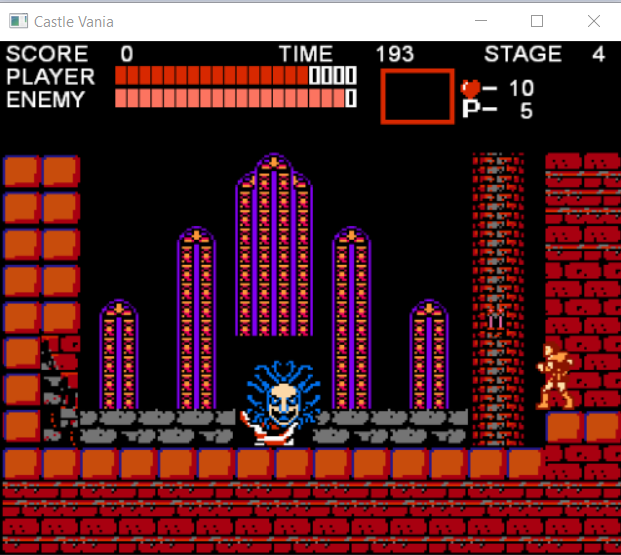 Castle Vania
SCORE 0 TIME 193 STAGE 4
PLAYER - 10
ENEMY P- 5